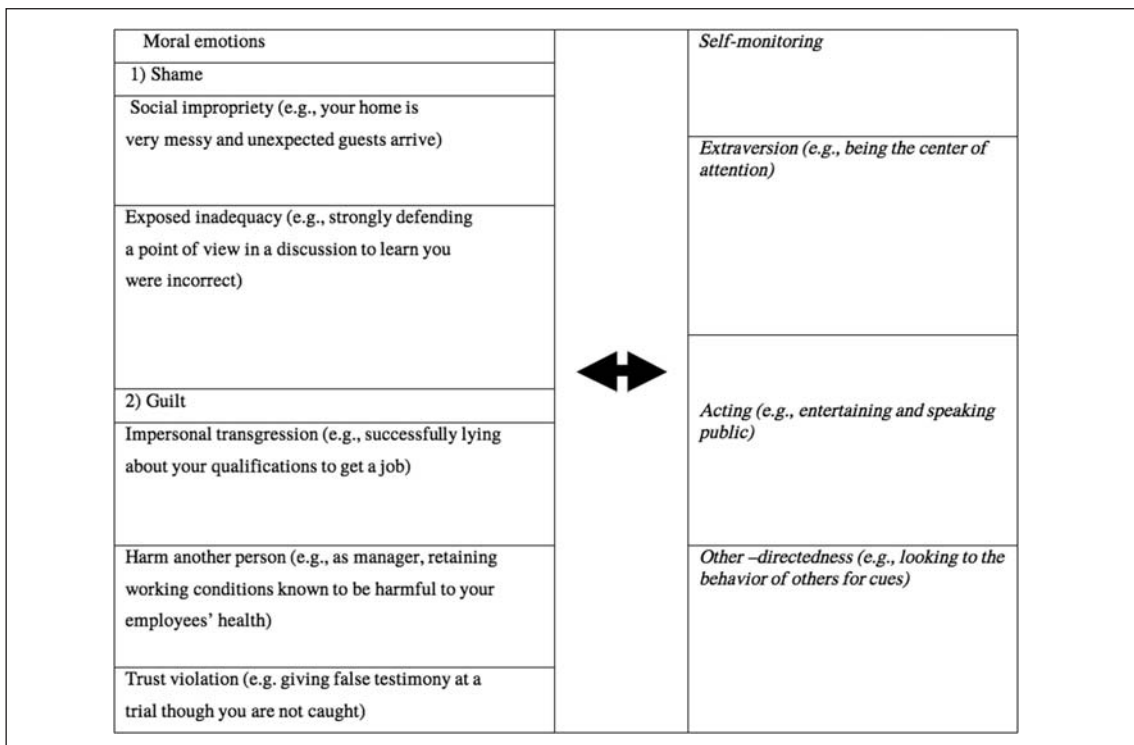 Moral emotions
1) Shame
Social impropriety (e.g., your home is
very messy and unexpected guests arrive)
Exposed inadequacy (e.g., strongly defending
a point of view in a discussion to learn you
were incorrect)
2) Guilt
Impersonal transgression (e.g., successfully lying
about your qualifications to get a job)
Harm another person (e.g., as manager, retaining
working conditions known to be harmful to your
employees’ health)
Trust violation (e.g. giving false testimony at a
trial though you are not caught)
Self-monitoring
Extraversion (e.g., being the center of
attention)
Acting (e.g., entertaining and speaking
public)
Other –directedness (e.g., looking to the
behavior of others for cues)